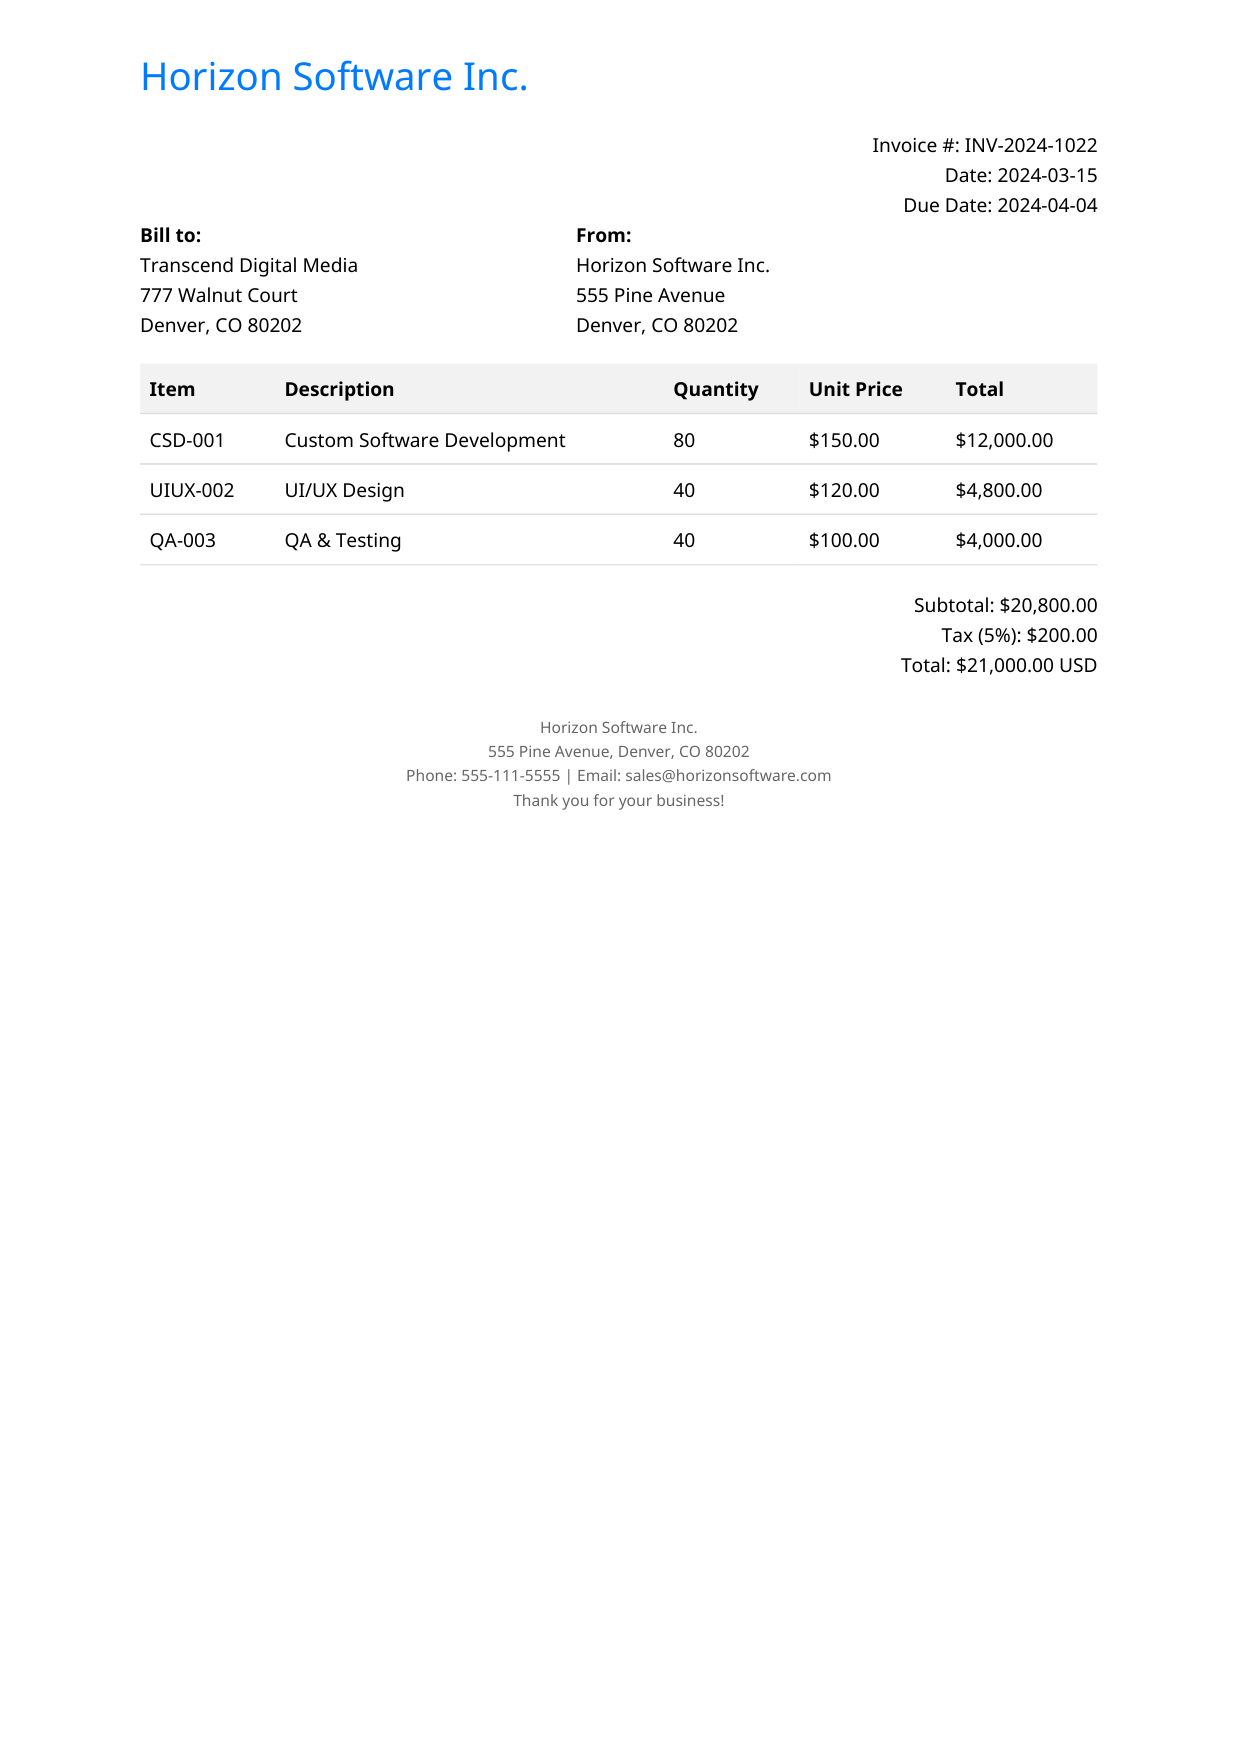 Horizon Software Inc.
Invoice #: INV-2024-1022
Date: 2024-03-15
Due Date: 2024-04-04
Bill to:
Transcend Digital Media
777 Walnut Court
Denver, CO 80202
From:
Horizon Software Inc.
555 Pine Avenue
Denver, CO 80202
Item Description Quantity Unit Price Total
CSD-001 Custom Software Development 80 $150.00 $12,000.00
UIUX-002 UI/UX Design 40 $120.00 $4,800.00
QA-003 QA & Testing 40 $100.00 $4,000.00
Subtotal: $20,800.00
Tax (5%): $200.00
Total: $21,000.00 USD
Horizon Software Inc.
555 Pine Avenue, Denver, CO 80202
Phone: 555-111-5555 | Email: sales@horizonsoftware.com
Thank you for your business!